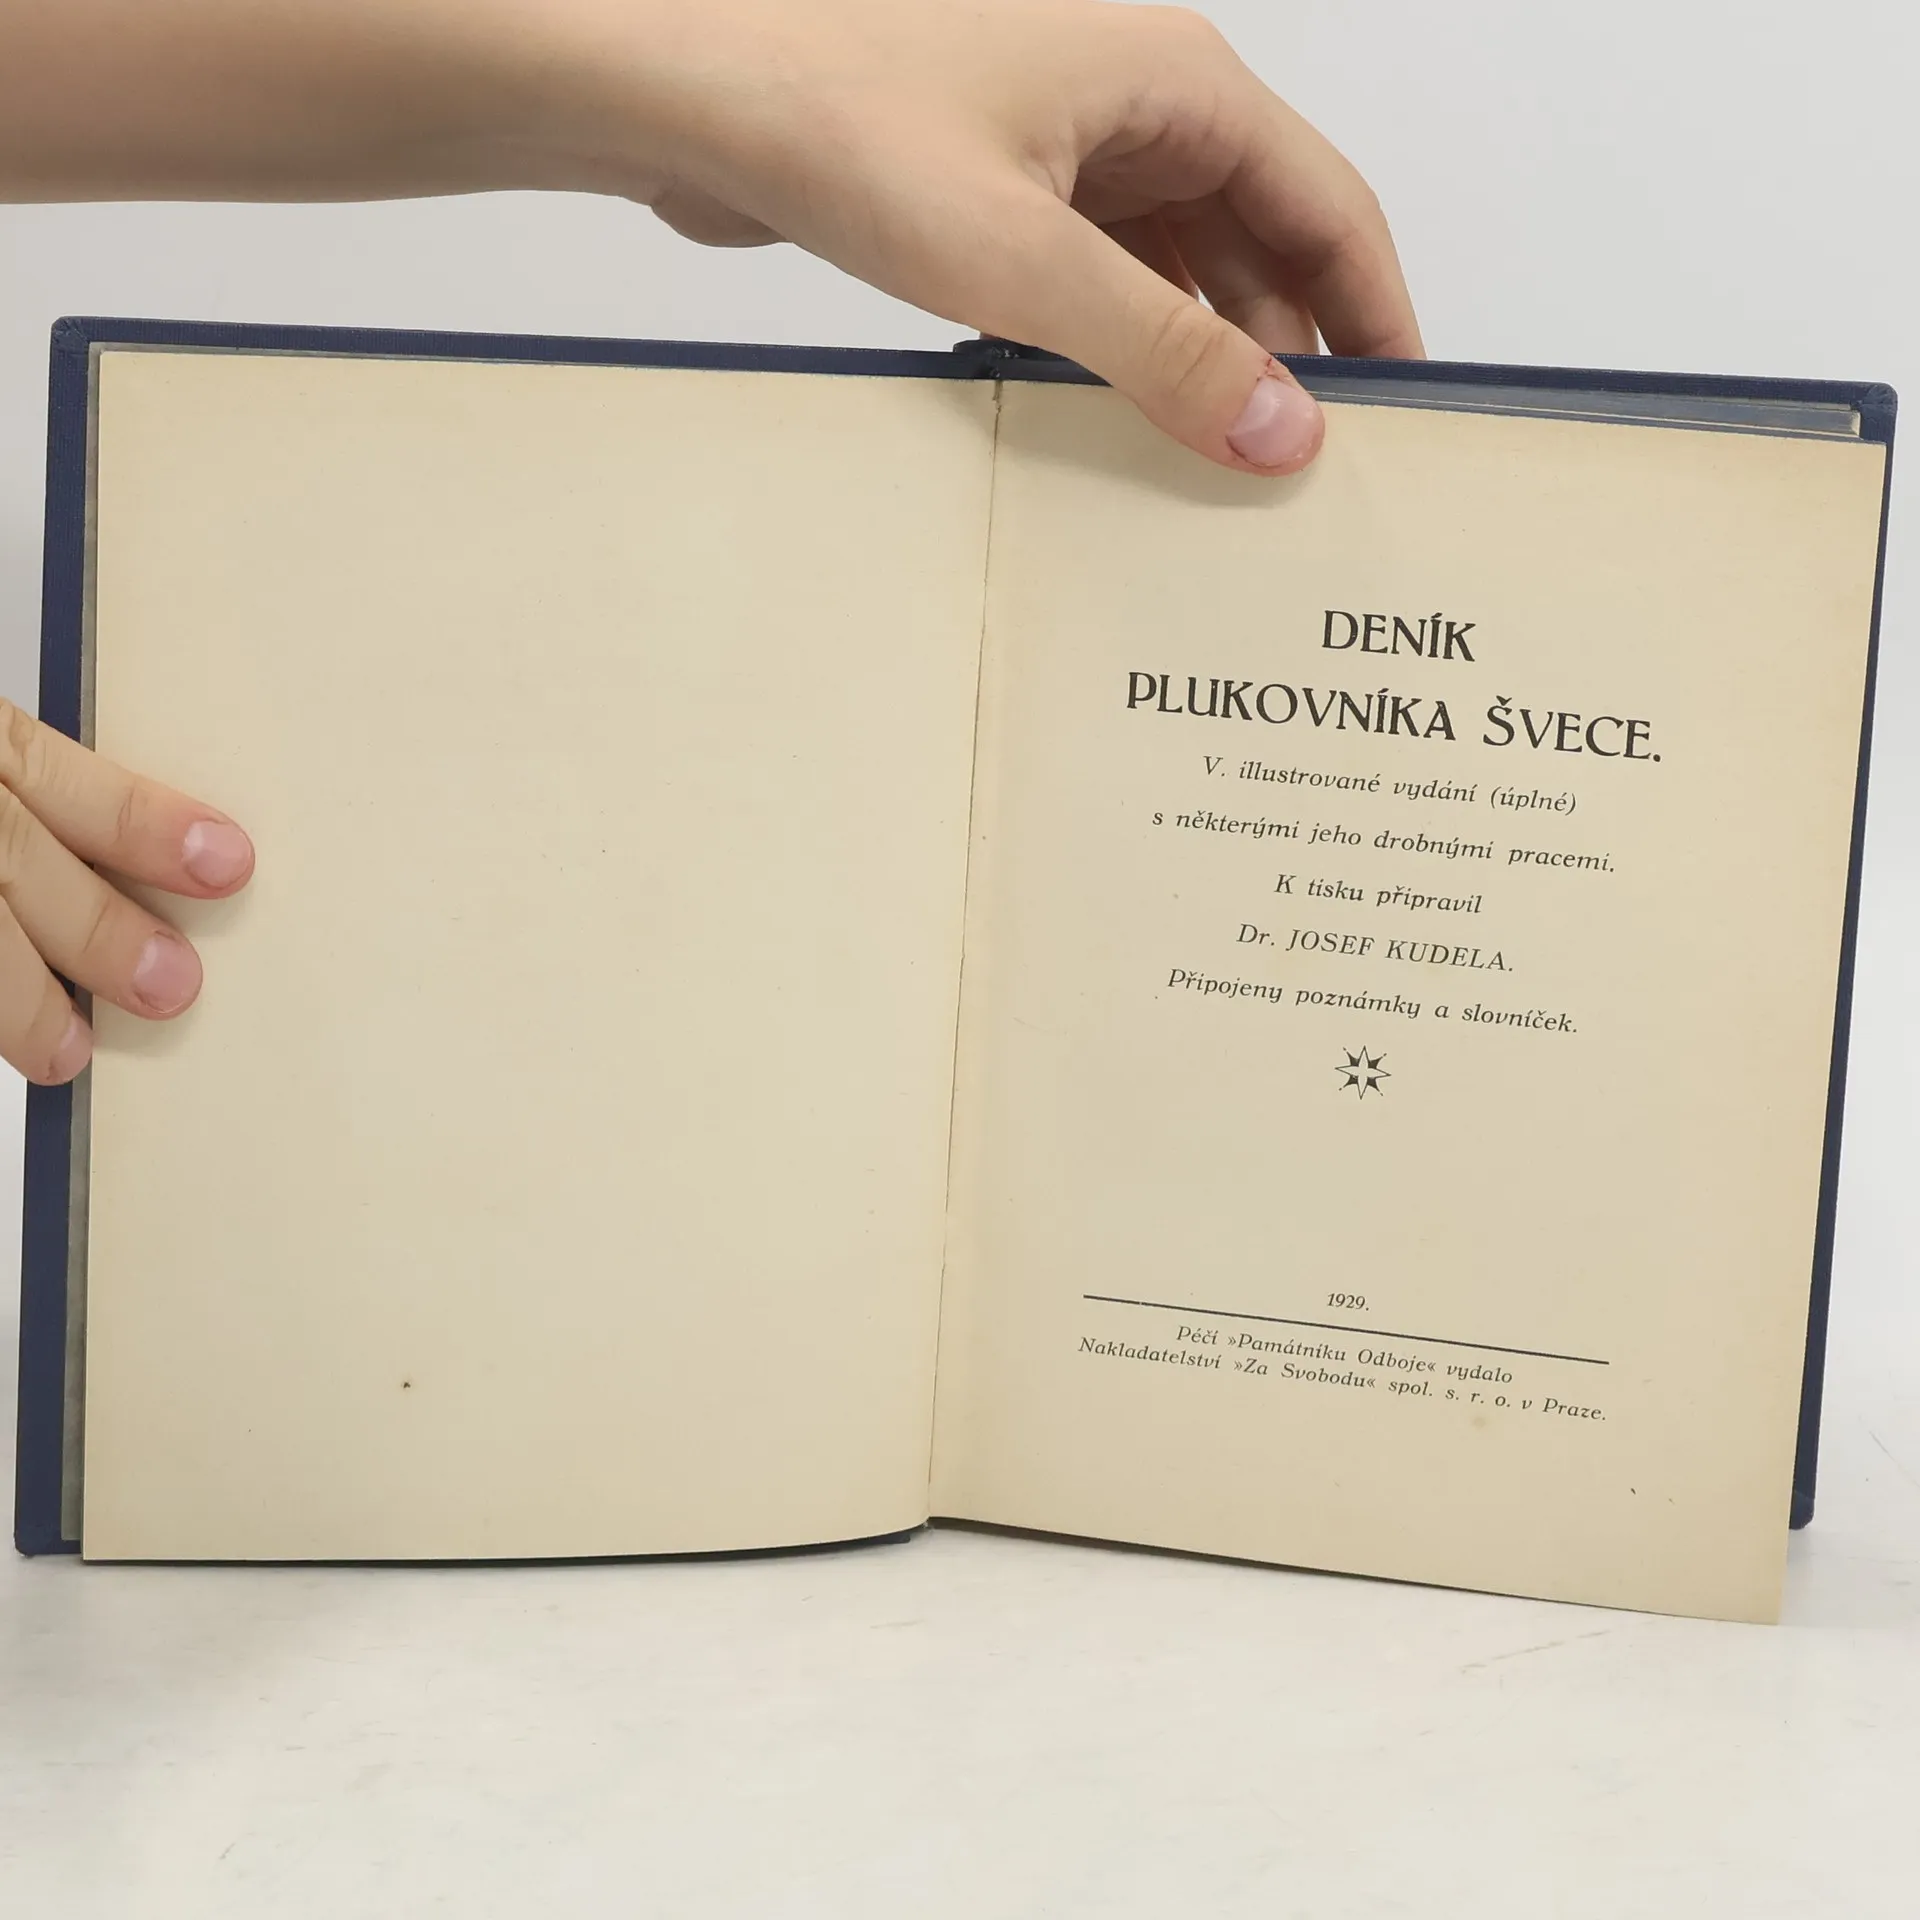 DENÍK
PLUKOVNÍKA ŠVECE.
V. illustrované vydání (úplné)
s některými jeho drobnými pracemi.
K tisku připravil
Dr. JOSEF KUDELA.
Připojeny poznámky a slovníček.
1929.
Péčí »Památníku Odboje« vydalo
Nakladatelství »Za Svobodu« spol. s. r. o. v Praze.